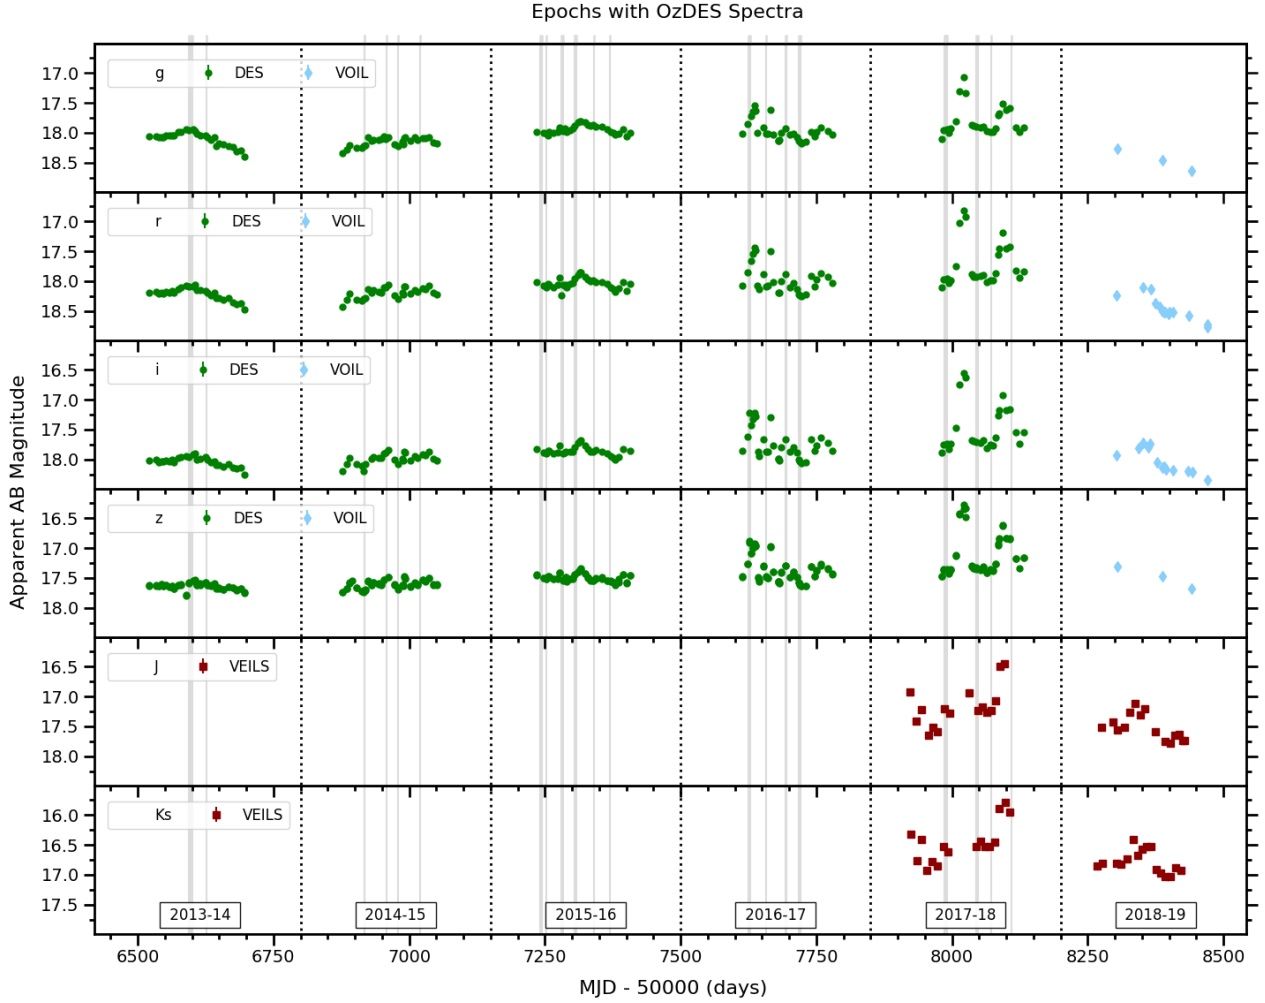 Epochs with OzDES Spectra
g DES VOIL
17.0
17.5
18.0
18.5
r DES VOIL
17.0
17.5
18.0
18.5
i DES VOIL
16.5
17.0
17.5
18.0
z DES VOIL
16.5
17.0
17.5
18.0
J VEILS
16.5
17.0
17.5
18.0
Ks VEILS
16.0
16.5
17.0
17.5
Apparent AB Magnitude
2013-14 2014-15 2015-16 2016-17 2017-18 2018-19
6500 6750 7000 7250 7500 7750 8000 8250 8500
MJD - 50000 (days)